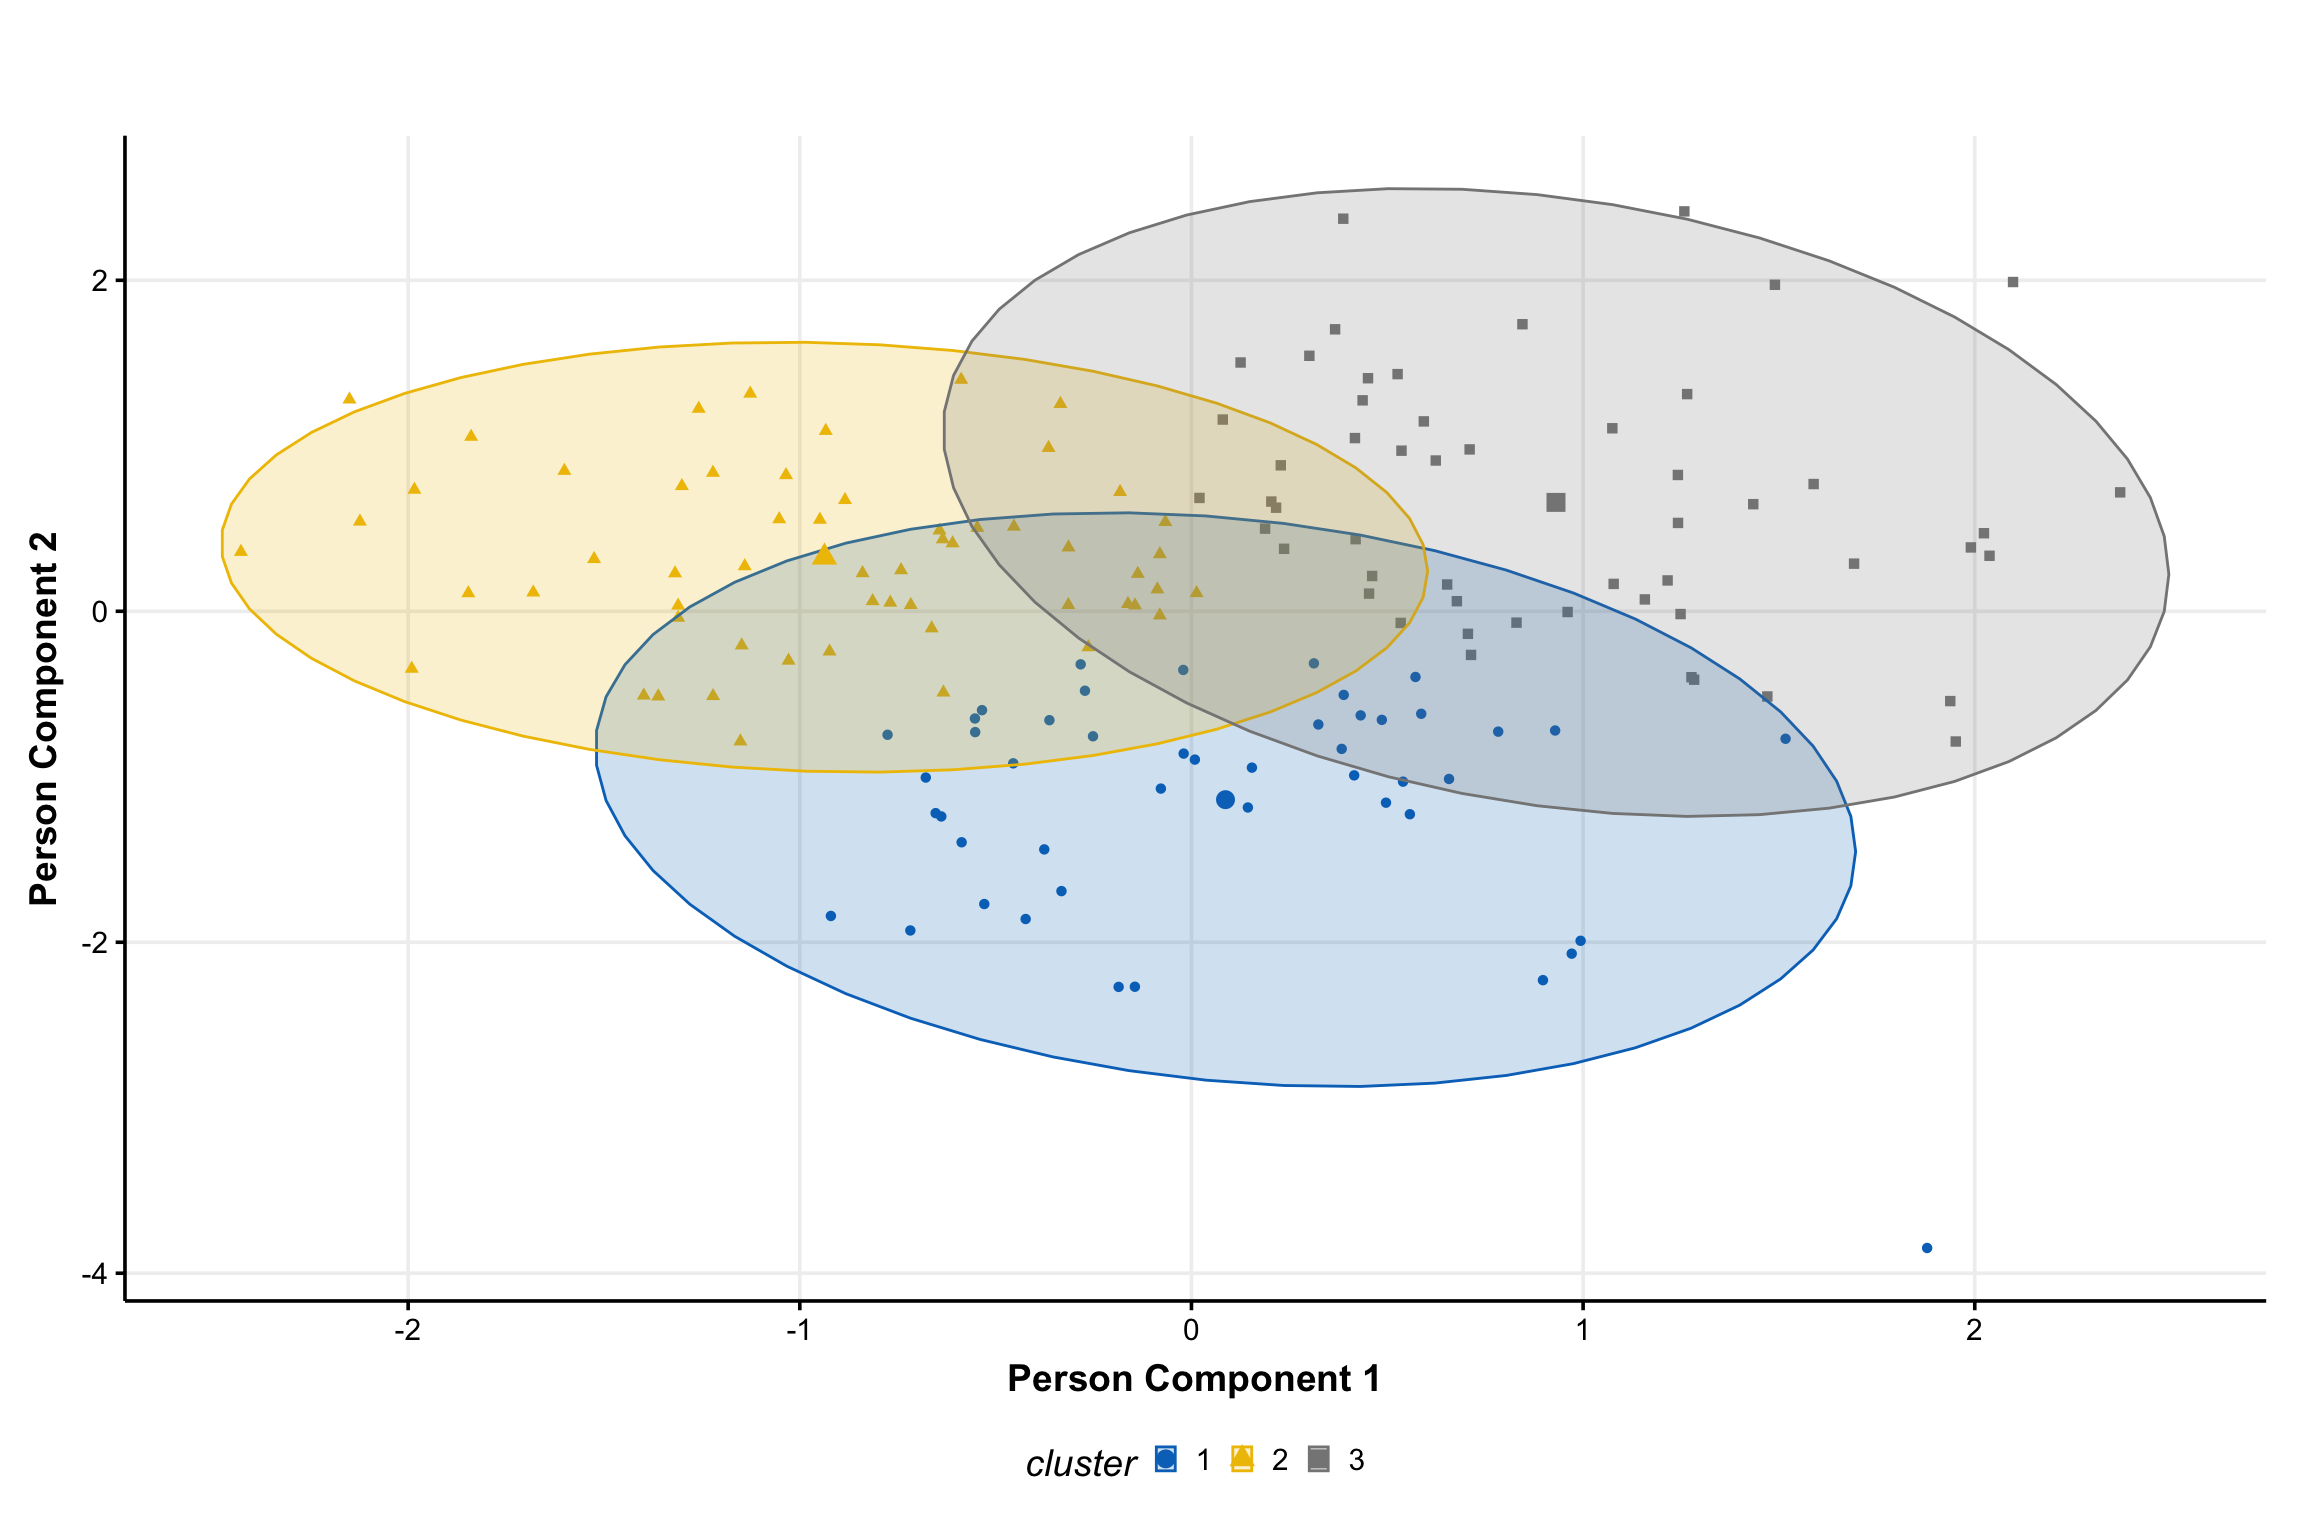 Person Component 2
2
0
-2
-4
-2 -1 0 1 2
Person Component 1
cluster 1 2 3